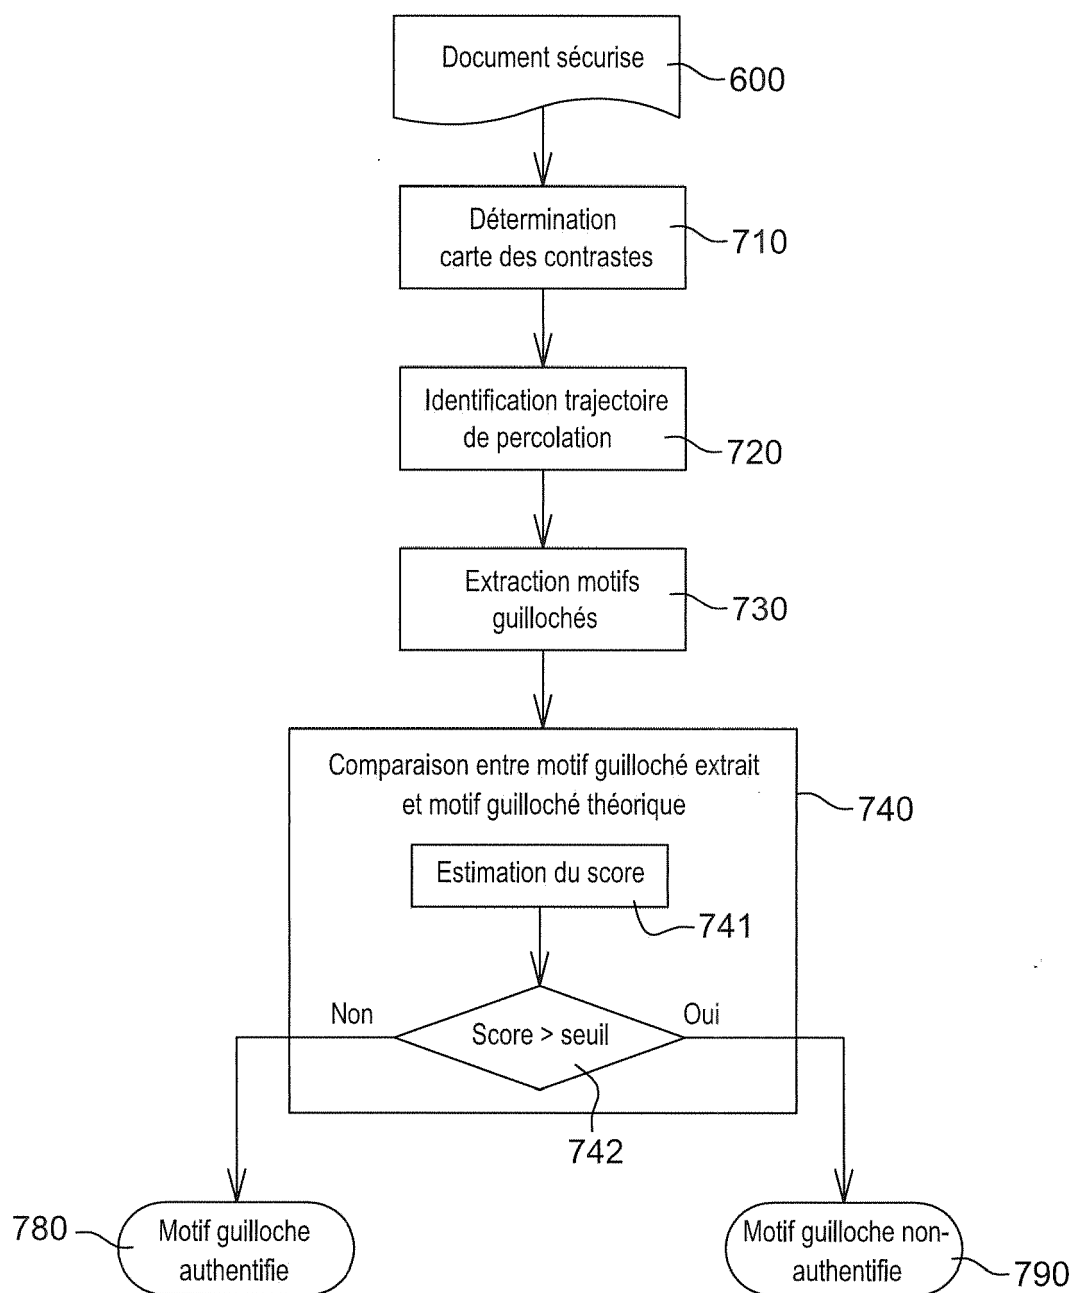 Document sécurise
600
Détermination
carte des contrastes
710
Identification trajectoire
de percolation
720
Extraction motifs
guillochés
730
Comparaison entre motif guilloché extrait
et motif guilloché théorique
740
Estimation du score
741
Non
Score > seuil
Oui
742
780
Motif guilloche
authentifie
Motif guilloche non-
authentifie
790